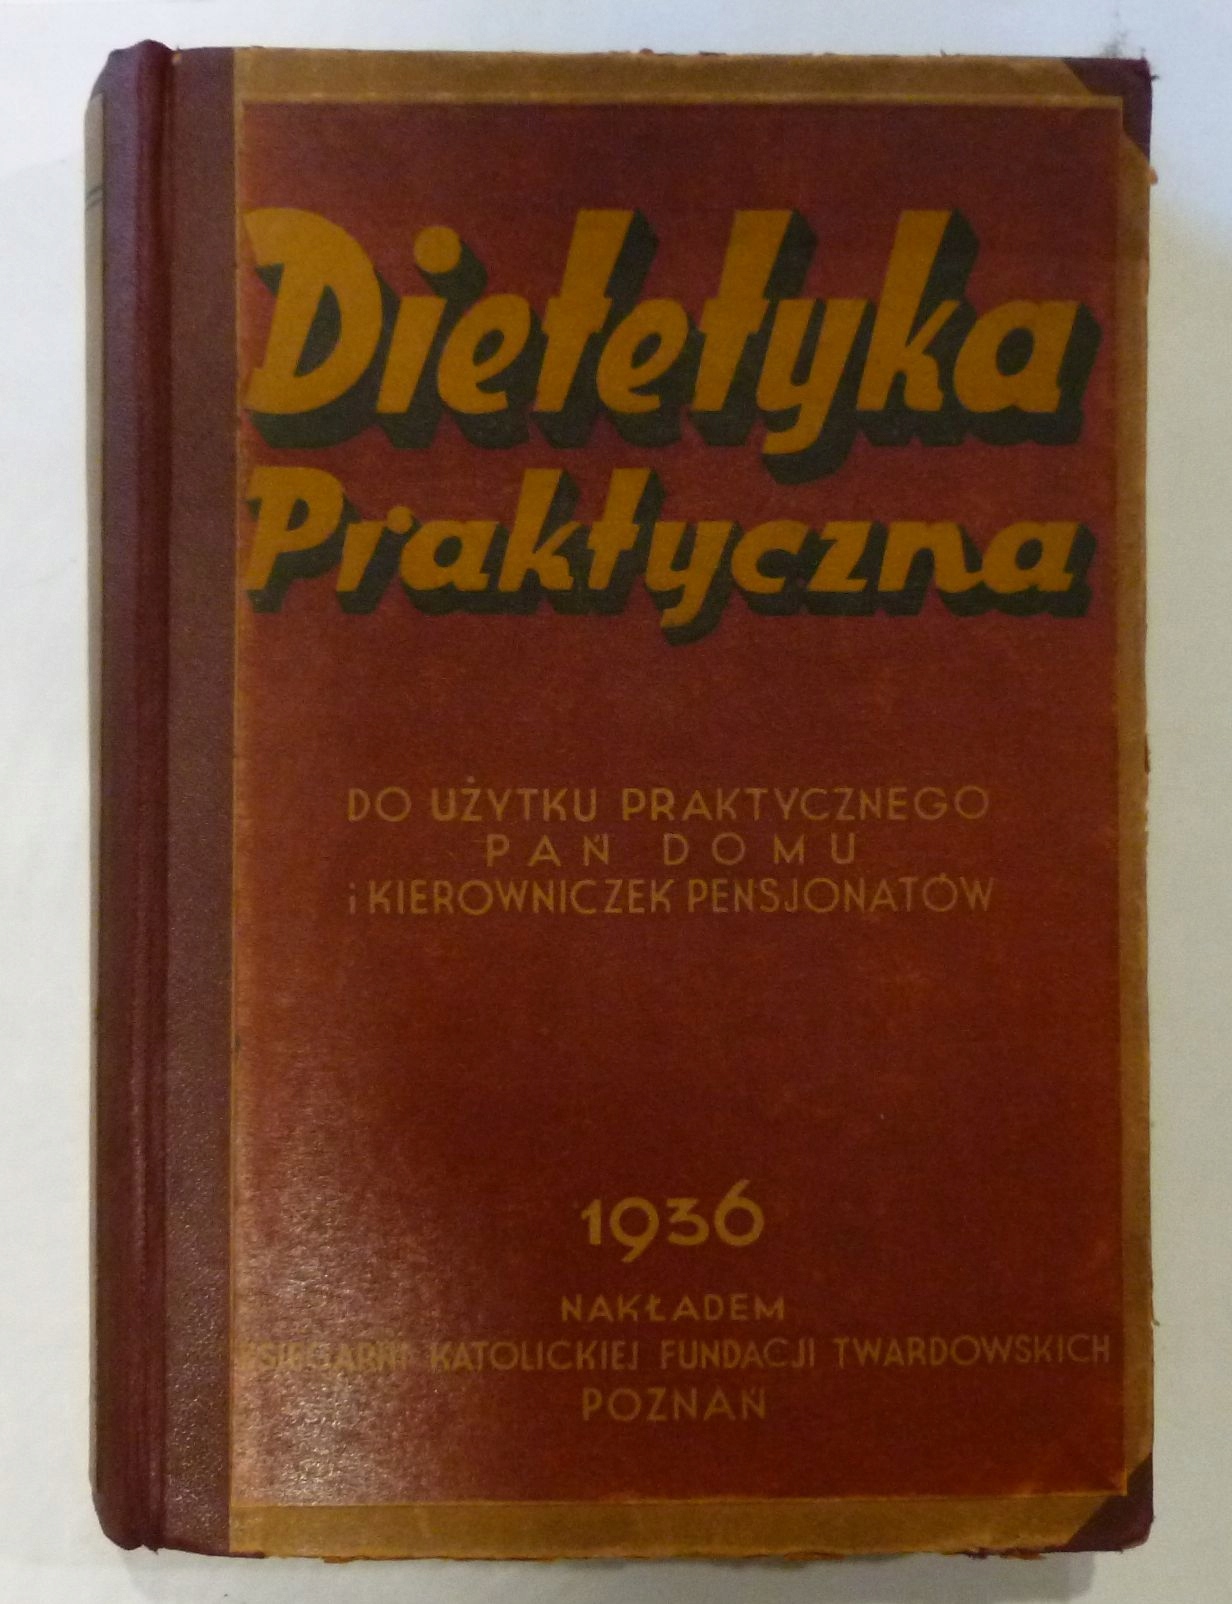 Dietetyka
Praktyczna
DO UŻYTKU PRAKTYCZNEGO
PAŃ DOMU
i KIEROWNICZEK PENSJONATÓW
1936
NAKŁADEM
KSIĘGARNI KATOLICKIEJ FUNDACJI TWARDOWSKICH
POZNAŃ